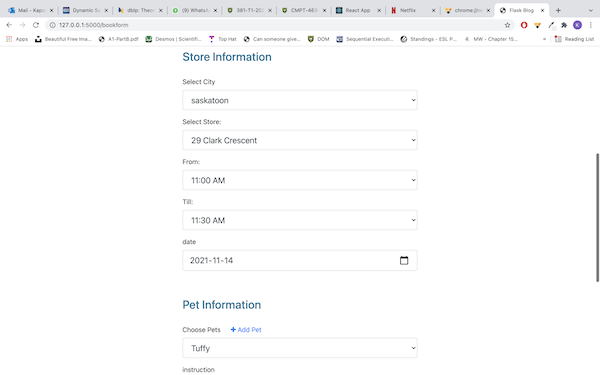 Mail - Kapo
Dynamic S
dblp: Theo
(9) Whats
381-T1-20
CMPT-46
React App
Netflix
chrome://n
Flask Blog
127.0.0.1:5000/bookform
Apps
Beautiful Free Ima...
A1-PartB.pdf
Desmos | Scientifi...
Top Hat
Can someone give...
DOM
Sequential Executi...
Standings - ESL P...
MW - Chapter 15...
»
Reading List
Store Information
Select City
saskatoon
Select Store:
29 Clark Crescent
From:
11:00 AM
Till:
11:30 AM
date
2021-11-14
Pet Information
Choose Pets + Add Pet
Tuffy
instruction